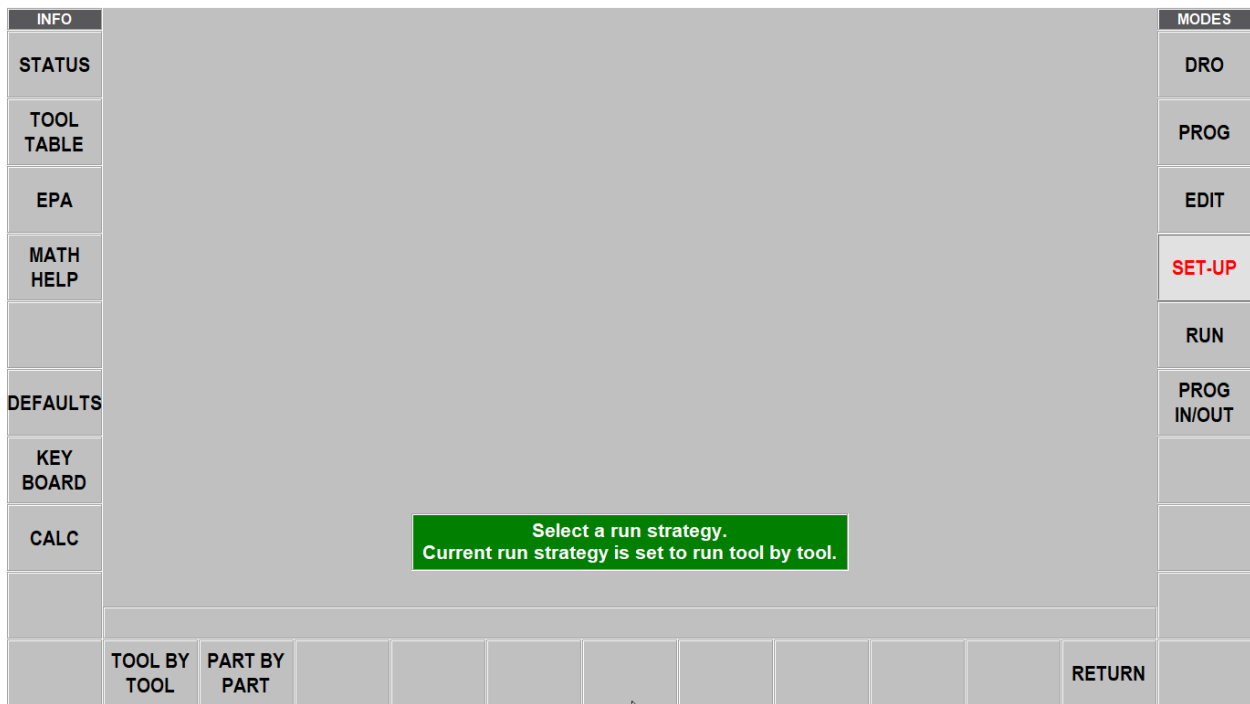 INFO
STATUS
TOOL
TABLE
EPA
MATH
HELP
DEFAULTS
KEY
BOARD
CALC
Select a run strategy.
Current run strategy is set to run tool by tool.
MODES
DRO
PROG
EDIT
SET-UP
RUN
PROG
IN/OUT
TOOL BY
TOOL
PART BY
PART
RETURN